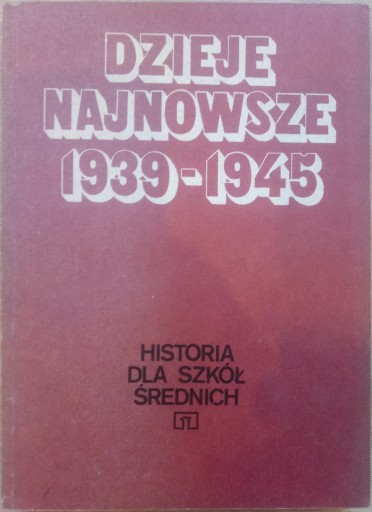 DZIEJE
NAJNOWSZE
1939-1945
HISTORIA
DLA SZKÓŁ
ŚREDNICH